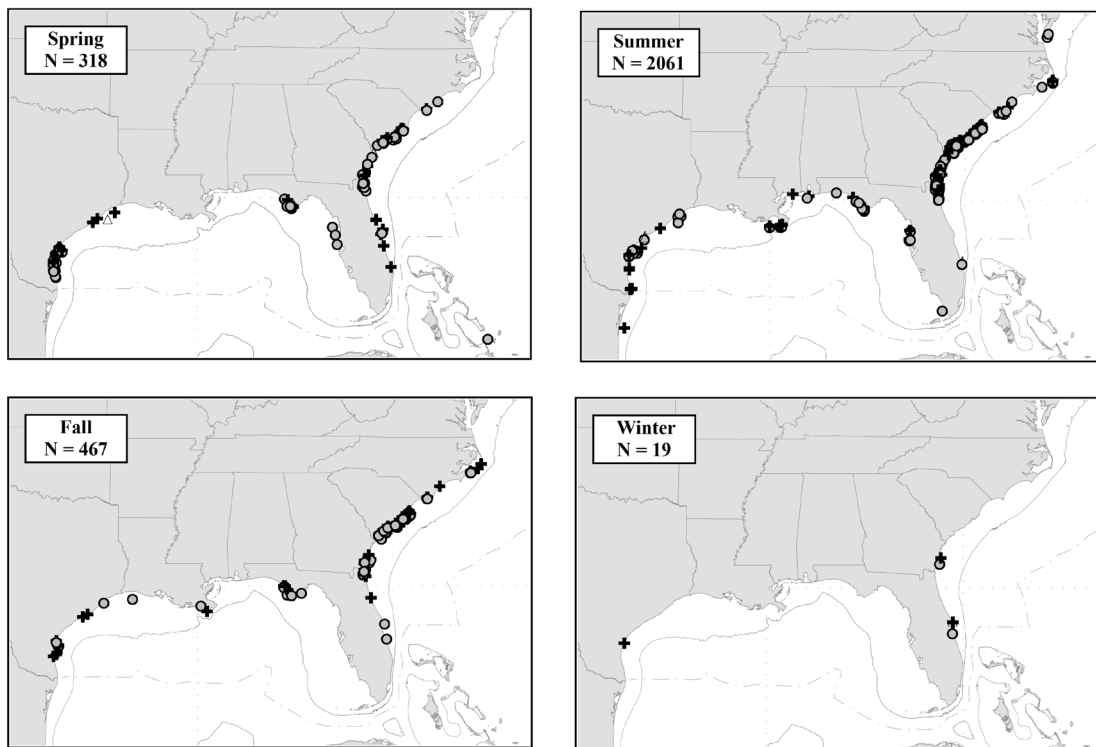 Spring
N = 318
Summer
N = 2061
Fall
N = 467
Winter
N = 19